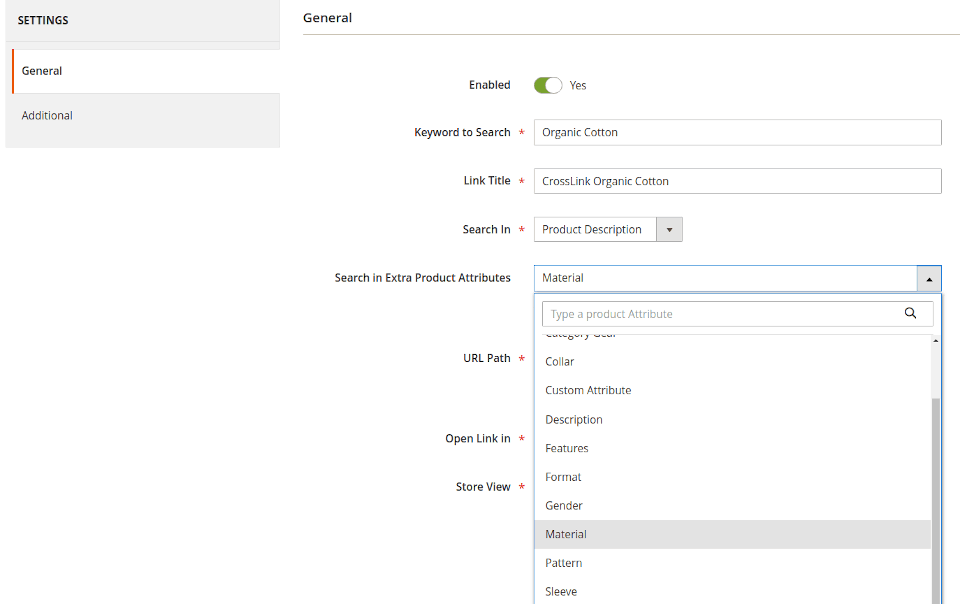 SETTINGS
General
Additional
General
Enabled Yes
Keyword to Search * Organic Cotton
Link Title * CrossLink Organic Cotton
Search In * Product Description
Search in Extra Product Attributes Material
Type a product Attribute
Category Gear
URL Path *
Collar
Custom Attribute
Description
Open Link in *
Features
Format
Store View *
Gender
Material
Pattern
Sleeve